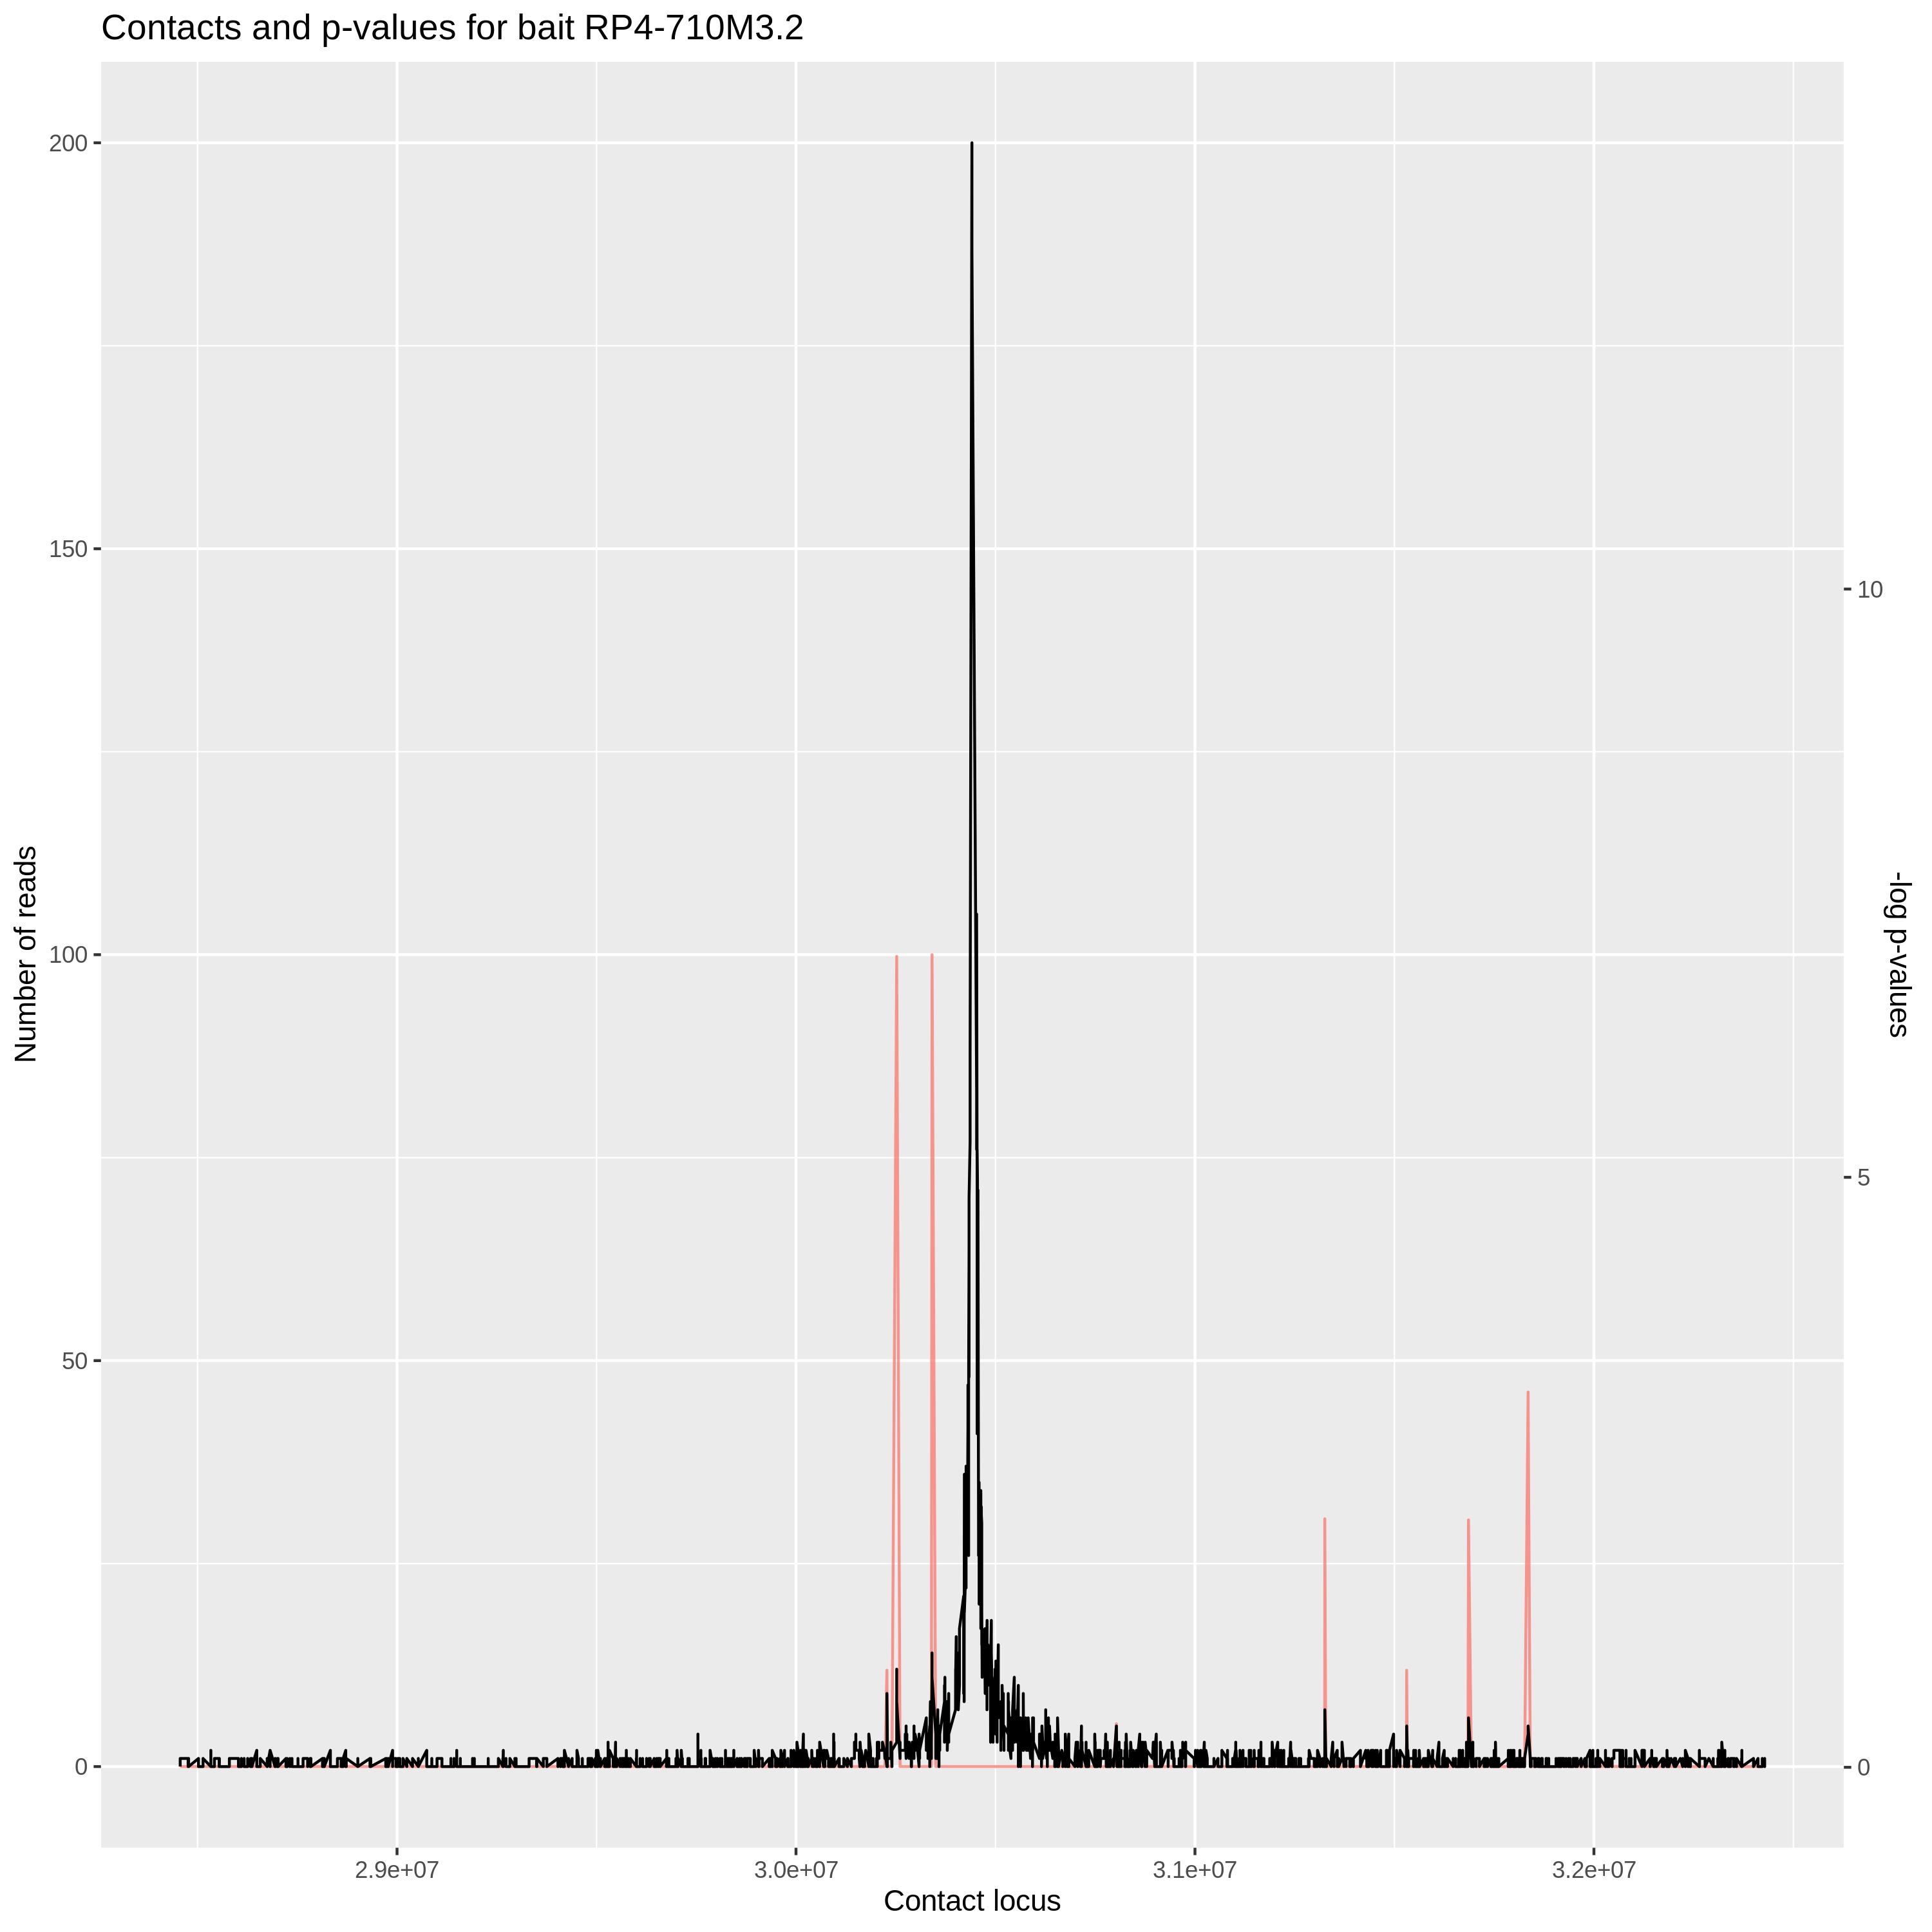 Contacts and p-values for bait RP4-710M3.2
200
150
100
50
0
Number of reads
10
5
0
-log p-values
2.9e+07
3.0e+07
3.1e+07
3.2e+07
Contact locus